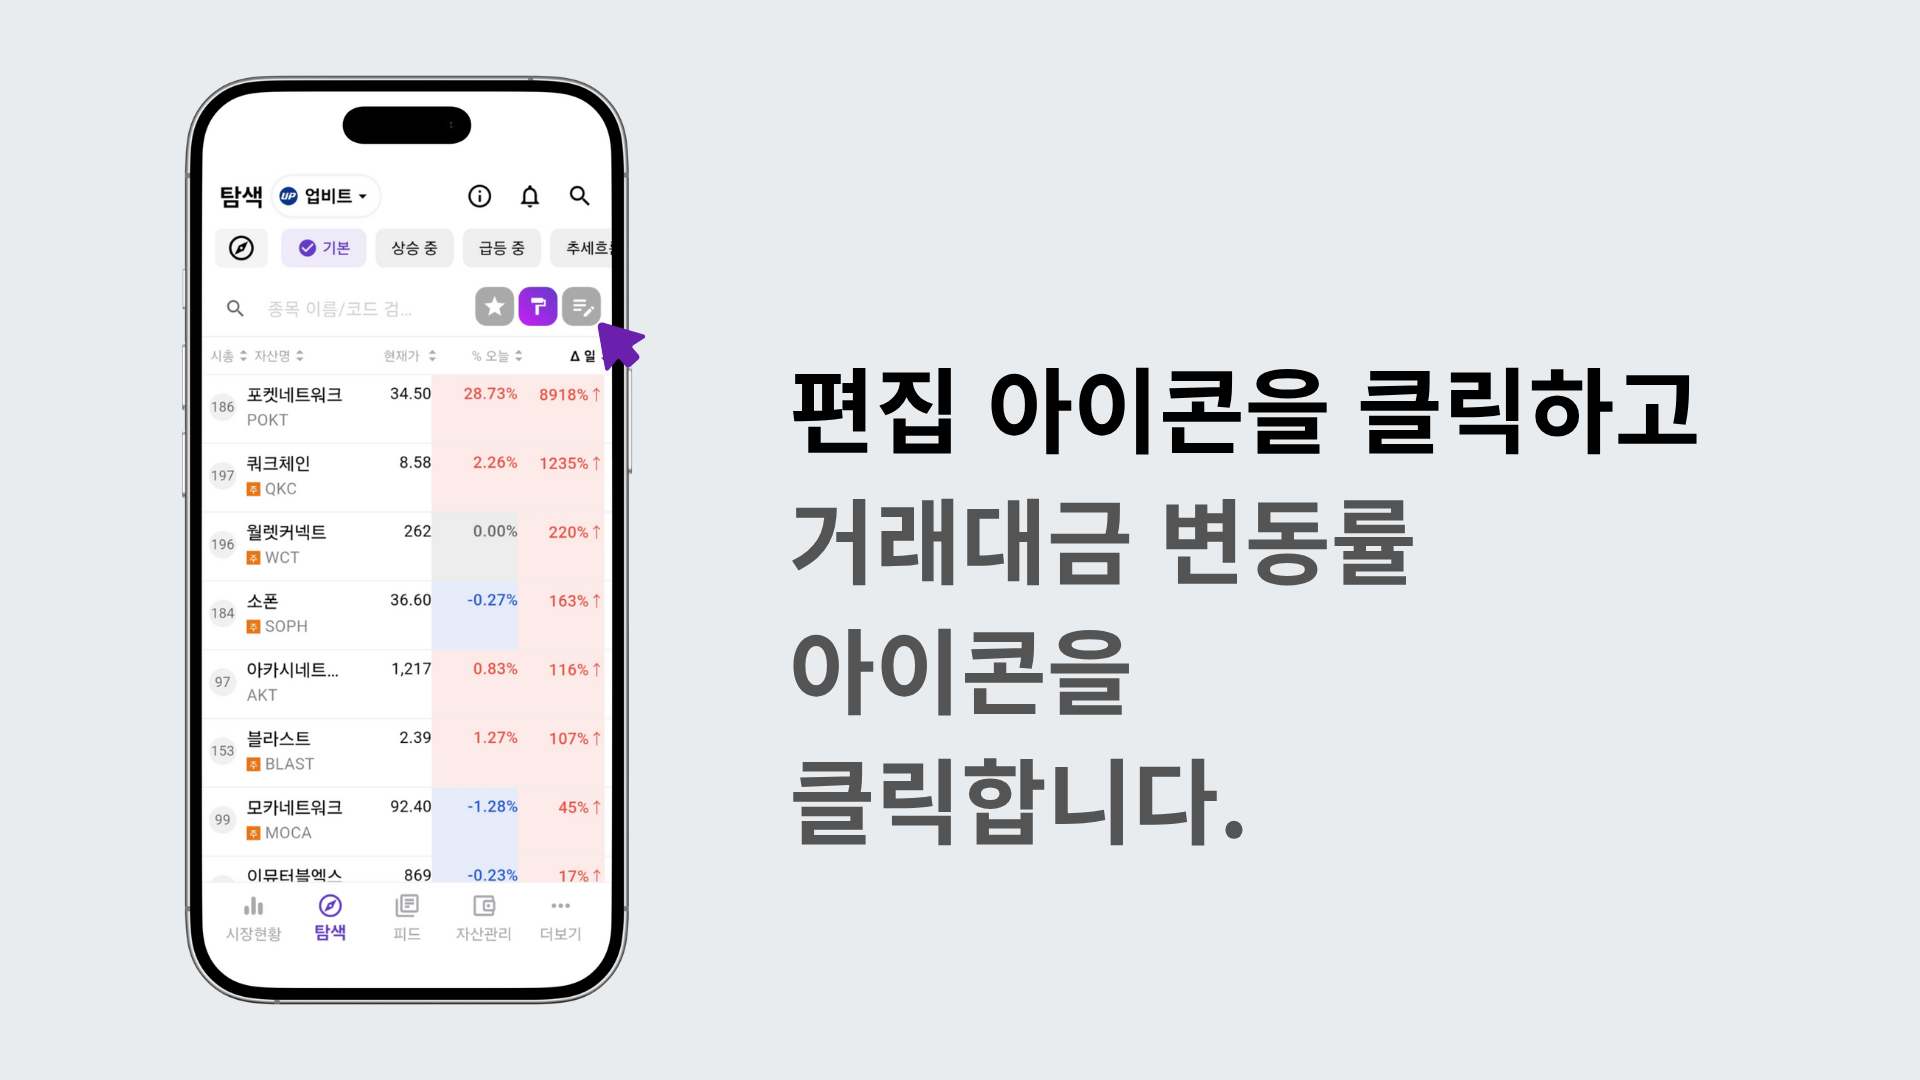 탐색 UP 업비트
기본 상승 중 급등 중 추세흐
종목 이름/코드 검...
시총 자산명 현재가 % 오늘 Δ 일
186 포켓네트워크 34.50 28.73% 8918%↑
POKT
197 쿼크체인 8.58 2.26% 1235%↑
주 QKC
196 월렛커넥트 262 0.00% 220%↑
주 WCT
184 소폰 36.60 -0.27% 163%↑
주 SOPH
97 아카시네트... 1,217 0.83% 116%↑
AKT
153 블라스트 2.39 1.27% 107%↑
주 BLAST
99 모카네트워크 92.40 -1.28% 45%↑
주 MOCA
이뮤터블엑스 869 -0.23% 17%↑
시장현황 탐색 피드 자산관리 더보기
편집 아이콘을 클릭하고
거래대금 변동률
아이콘을
클릭합니다.